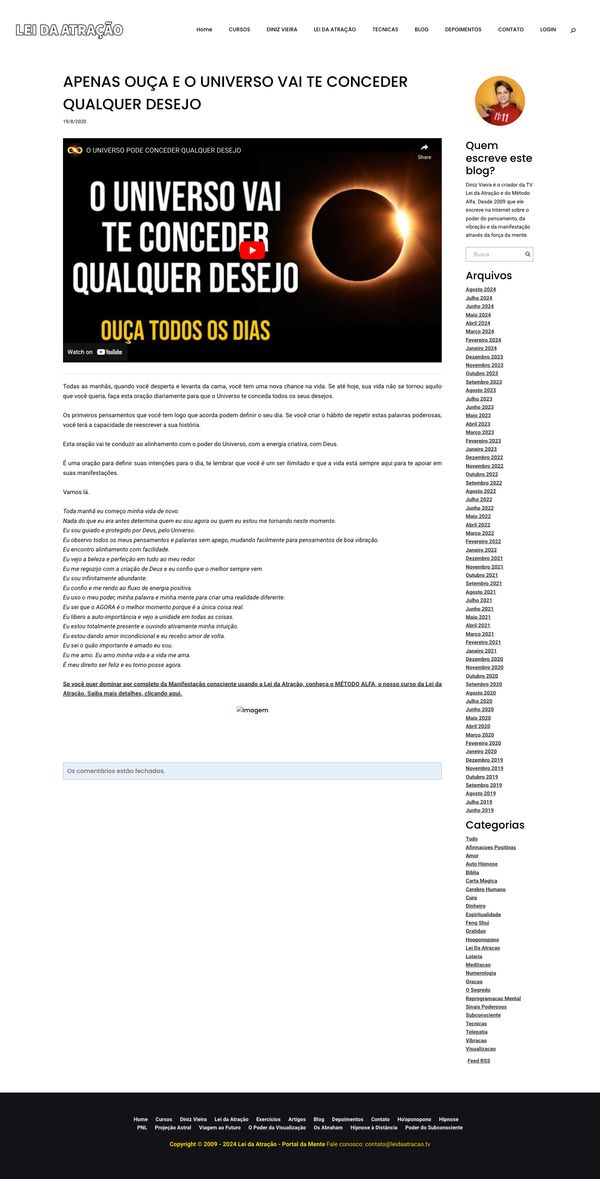 LEI DA ATRAÇÃO
Home CURSOS DINIZ VIEIRA LEI DA ATRAÇÃO TECNICAS BLOG DEPOIMENTOS CONTATO LOGIN
APENAS OUÇA E O UNIVERSO VAI TE CONCEDER
QUALQUER DESEJO
19/8/2020
O UNIVERSO PODE CONCEDER QUALQUER DESEJO
Share
O UNIVERSO VAI
TE CONCEDER
QUALQUER DESEJO
OUÇA TODOS OS DIAS
Watch on YouTube
Todas as manhãs, quando você desperta e levanta da cama, você tem uma nova chance na vida. Se até hoje, sua vida não se tornou aquilo
que você queria, faça esta oração diariamente para que o Universo te conceda todos os seus desejos.
Os primeiros pensamentos que você tem logo que acorda podem definir o seu dia. Se você criar o hábito de repetir estas palavras poderosas,
você terá a capacidade de reescrever a sua história.
Esta oração vai te conduzir ao alinhamento com o poder do Universo, com a energia criativa, com Deus.
É uma oração para definir suas intenções para o dia, te lembrar que você é um ser ilimitado e que a vida está sempre aqui para te apoiar em
suas manifestações.
Vamos lá.
Toda manhã eu começo minha vida de novo.
Nada do que eu era antes determina quem eu sou agora ou quem eu estou me tornando neste momento.
Eu sou guiado e protegido por Deus, pelo Universo.
Eu observo todos os meus pensamentos e palavras sem apego, mudando facilmente para pensamentos de boa vibração.
Eu encontro alinhamento com facilidade.
Eu vejo a beleza e perfeição em tudo ao meu redor.
Eu me regozijo com a criação de Deus e eu confio que o melhor sempre vem.
Eu sou infinitamente abundante.
Eu confio e me rendo ao fluxo de energia positiva.
Eu uso o meu poder, minha palavra e minha mente para criar uma realidade diferente.
Eu sei que o AGORA é o melhor momento porque é a única coisa real.
Eu libero a auto-importância e vejo a unidade em todas as coisas.
Eu estou totalmente presente e ouvindo ativamente minha intuição.
Eu estou dando amor incondicional e eu recebo amor de volta.
Eu sei o quão importante e amado eu sou.
Eu me amo. Eu amo minha vida e a vida me ama.
É meu direito ser feliz e eu tomo posse agora.
Se você quer dominar por completo da Manifestação consciente usando a Lei da Atração, conheça o MÉTODO ALFA, o nosso curso da Lei da
Atração. Saiba mais detalhes, clicando aqui.
Imagem
Os comentários estão fechados.
11:11
Quem
escreve este
blog?
Diniz Vieira é o criador da TV
Lei da Atração e do Método
Alfa. Desde 2009 que ele
escreve na Internet sobre o
poder do pensamento, da
vibração e da manifestação
através da força da mente.
Busca
Arquivos
Agosto 2024
Julho 2024
Junho 2024
Maio 2024
Abril 2024
Março 2024
Fevereiro 2024
Janeiro 2024
Dezembro 2023
Novembro 2023
Outubro 2023
Setembro 2023
Agosto 2023
Julho 2023
Junho 2023
Maio 2023
Abril 2023
Março 2023
Fevereiro 2023
Janeiro 2023
Dezembro 2022
Novembro 2022
Outubro 2022
Setembro 2022
Agosto 2022
Julho 2022
Junho 2022
Maio 2022
Abril 2022
Março 2022
Fevereiro 2022
Janeiro 2022
Dezembro 2021
Novembro 2021
Outubro 2021
Setembro 2021
Agosto 2021
Julho 2021
Junho 2021
Maio 2021
Abril 2021
Março 2021
Fevereiro 2021
Janeiro 2021
Dezembro 2020
Novembro 2020
Outubro 2020
Setembro 2020
Agosto 2020
Julho 2020
Junho 2020
Maio 2020
Abril 2020
Março 2020
Fevereiro 2020
Janeiro 2020
Dezembro 2019
Novembro 2019
Outubro 2019
Setembro 2019
Agosto 2019
Julho 2019
Junho 2019
Categorias
Tudo
Afirmacoes Positivas
Amor
Auto Hipnose
Bíblia
Carta Magica
Cerebro Humano
Cura
Dinheiro
Espiritualidade
Feng Shui
Gratidao
Hooponopono
Lei Da Atracao
Loteria
Meditacao
Numerologia
Oracao
O Segredo
Reprogramacao Mental
Sinais Poderosos
Subconsciente
Tecnicas
Telepatia
Vibracao
Visualizacao
Feed RSS
Home Cursos Diniz Vieira Lei da Atração Exercícios Artigos Blog Depoimentos Contato Ho'oponopono Hipnose
PNL Projeção Astral Viagem ao Futuro O Poder da Visualização Os Abraham Hipnose à Distância Poder do Subconsciente
Copyright © 2009 - 2024 Lei da Atração - Portal da Mente Fale conosco: contato@leidaatracao.tv